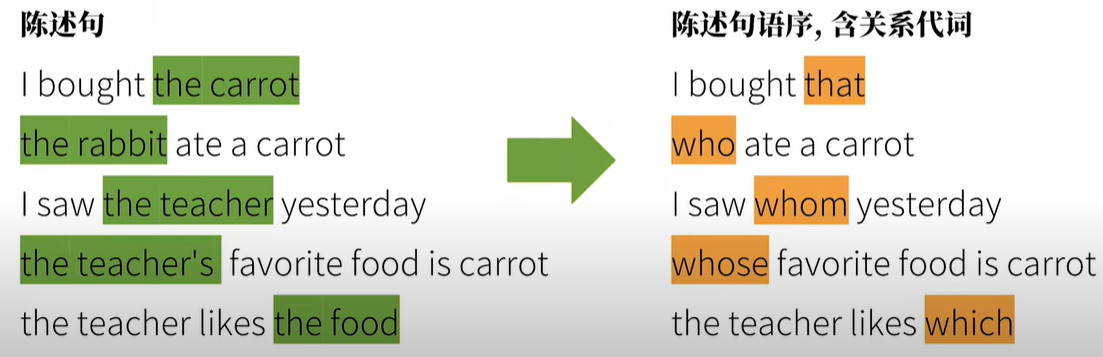 陈述句
I bought the carrot
the rabbit ate a carrot
I saw the teacher yesterday
the teacher's favorite food is carrot
the teacher likes the food
陈述句语序, 含关系代词
I bought that
who ate a carrot
I saw whom yesterday
whose favorite food is carrot
the teacher likes which